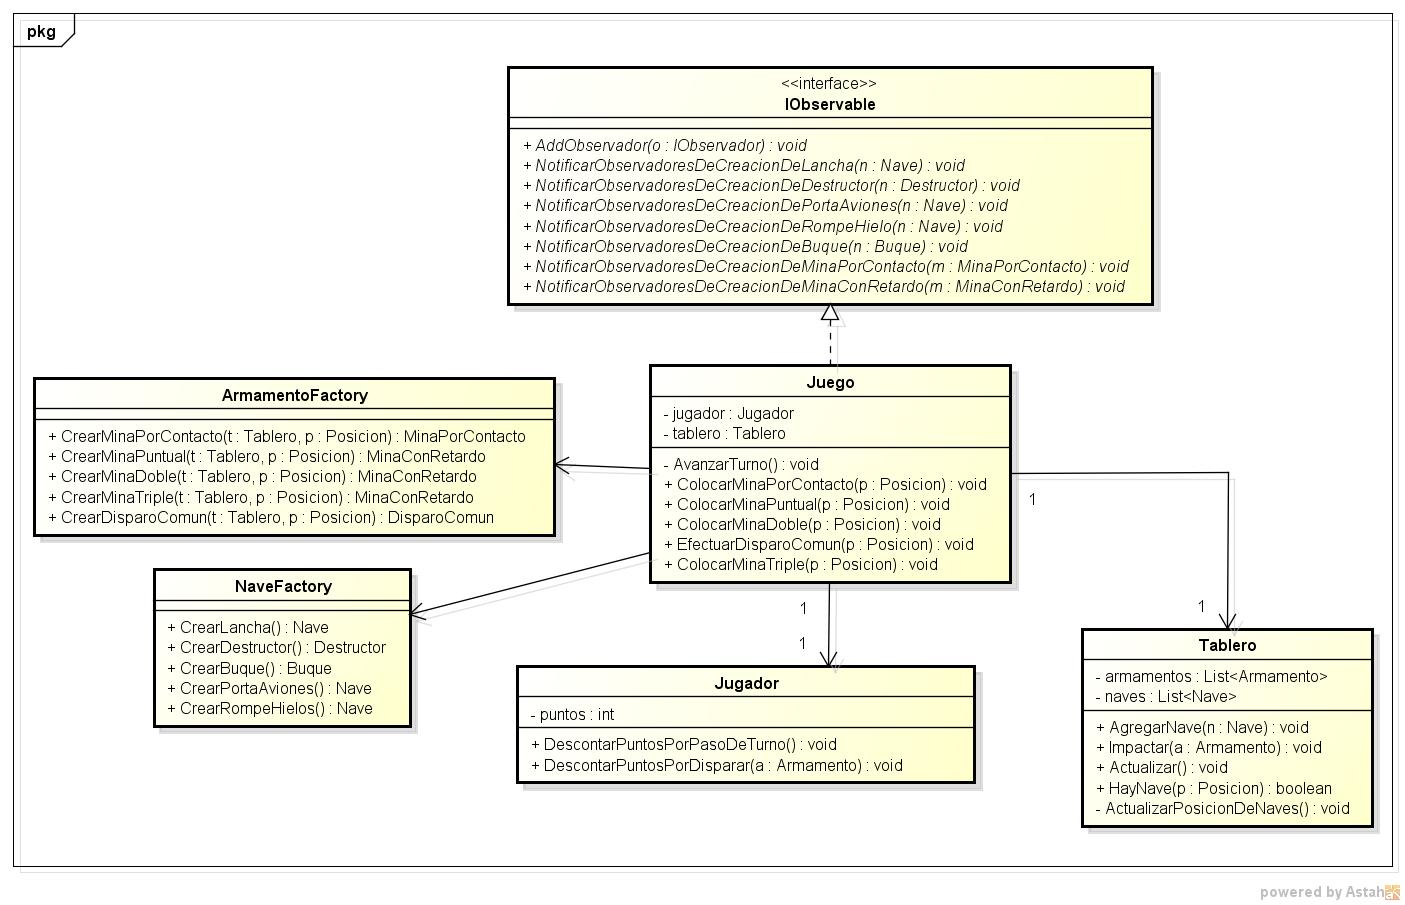 pkg
<<interface>>
IObservable
+ AddObservador(o : IObservador) : void
+ NotificarObservadoresDeCreacionDeLancha(n : Nave) : void
+ NotificarObservadoresDeCreacionDeDestructor(n : Destructor) : void
+ NotificarObservadoresDeCreacionDePortaAviones(n : Nave) : void
+ NotificarObservadoresDeCreacionDeRompeHielo(n : Nave) : void
+ NotificarObservadoresDeCreacionDeBuque(n : Buque) : void
+ NotificarObservadoresDeCreacionDeMinaPorContacto(m : MinaPorContacto) : void
+ NotificarObservadoresDeCreacionDeMinaConRetardo(m : MinaConRetardo) : void
ArmamentoFactory
+ CrearMinaPorContacto(t : Tablero, p : Posicion) : MinaPorContacto
+ CrearMinaPuntual(t : Tablero, p : Posicion) : MinaConRetardo
+ CrearMinaDoble(t : Tablero, p : Posicion) : MinaConRetardo
+ CrearMinaTriple(t : Tablero, p : Posicion) : MinaConRetardo
+ CrearDisparoComun(t : Tablero, p : Posicion) : DisparoComun
Juego
- jugador : Jugador
- tablero : Tablero
- AvanzarTurno() : void
+ ColocarMinaPorContacto(p : Posicion) : void
+ ColocarMinaPuntual(p : Posicion) : void
+ ColocarMinaDoble(p : Posicion) : void
+ EfectuarDisparoComun(p : Posicion) : void
+ ColocarMinaTriple(p : Posicion) : void
1
1
NaveFactory
+ CrearLancha() : Nave
+ CrearDestructor() : Destructor
+ CrearBuque() : Buque
+ CrearPortaAviones() : Nave
+ CrearRompeHielos() : Nave
1
1
Jugador
- puntos : int
+ DescontarPuntosPorPasoDeTurno() : void
+ DescontarPuntosPorDisparar(a : Armamento) : void
Tablero
- armamentos : List<Armamento>
- naves : List<Nave>
+ AgregarNave(n : Nave) : void
+ Impactar(a : Armamento) : void
+ Actualizar() : void
+ HayNave(p : Posicion) : boolean
- ActualizarPosicionDeNaves() : void
powered by Astah